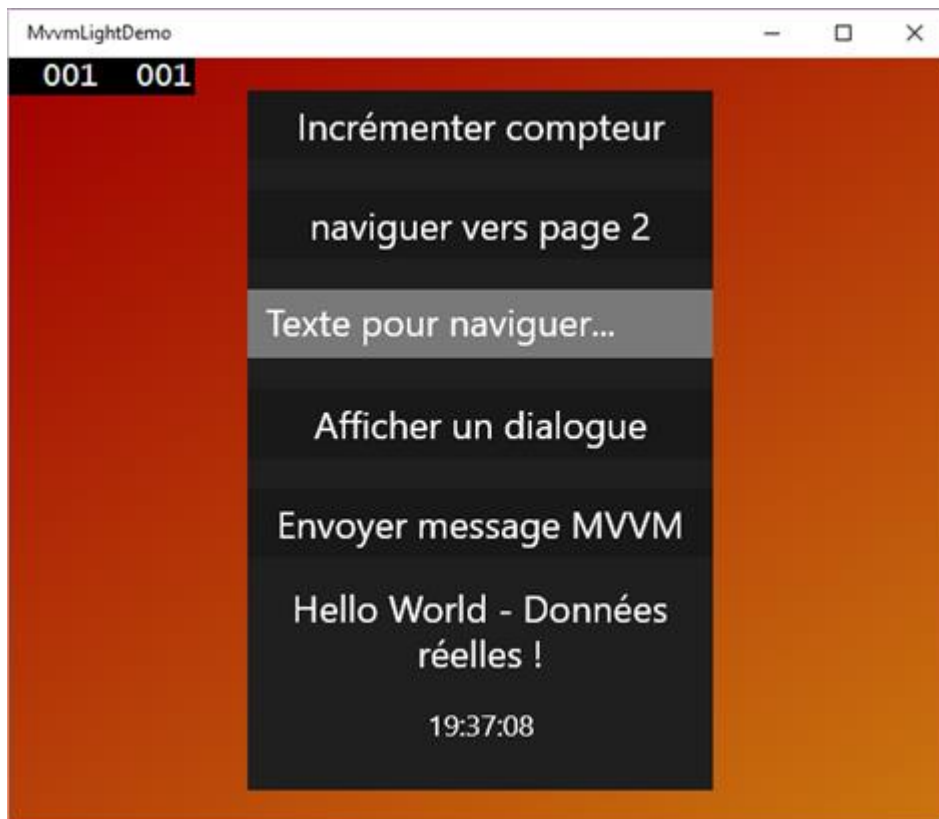 MvvmLightDemo
001 001
Incrémenter compteur
naviguer vers page 2
Texte pour naviguer...
Afficher un dialogue
Envoyer message MVVM
Hello World - Données
réelles !
19:37:08